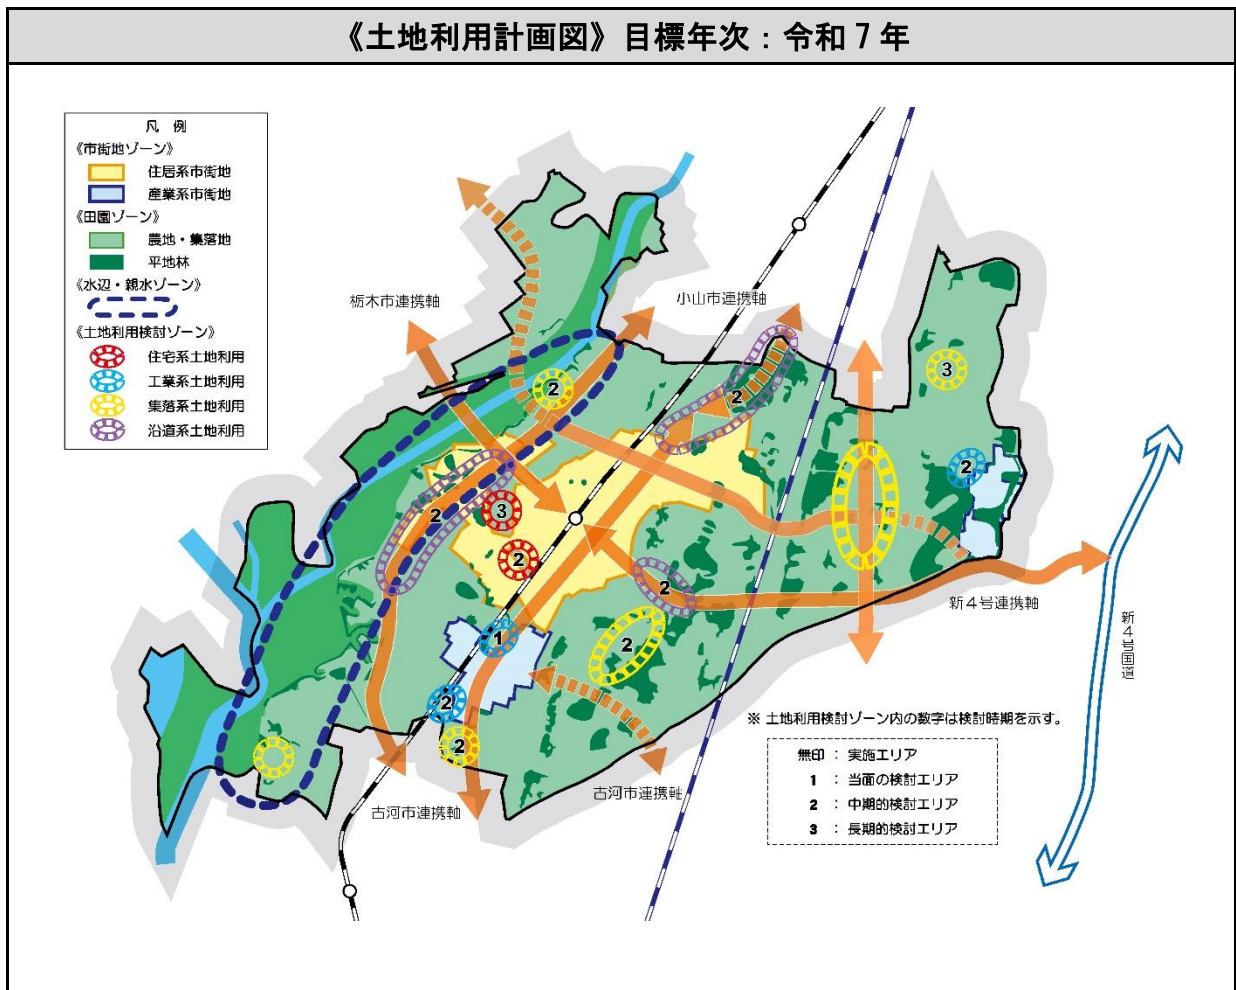 《土地利用計画図》目標年次：令和７年
凡　例
《市街地ゾーン》
住居系市街地
産業系市街地
《田園ゾーン》
農地・集落地
平地林
《水辺・親水ゾーン》
《土地利用検討ゾーン》
住宅系土地利用
工業系土地利用
集落系土地利用
沿道系土地利用
栃木市連携軸
小山市連携軸
3
2
2
2
2
3
2
2
新４号連携軸
新４号国道
1
2
2
2
古河市連携軸
古河市連携軸
※ 土地利用検討ゾーン内の数字は検討時期を示す。
無印 ： 実施エリア
1 ： 当面の検討エリア
2 ： 中期的検討エリア
3 ： 長期的検討エリア